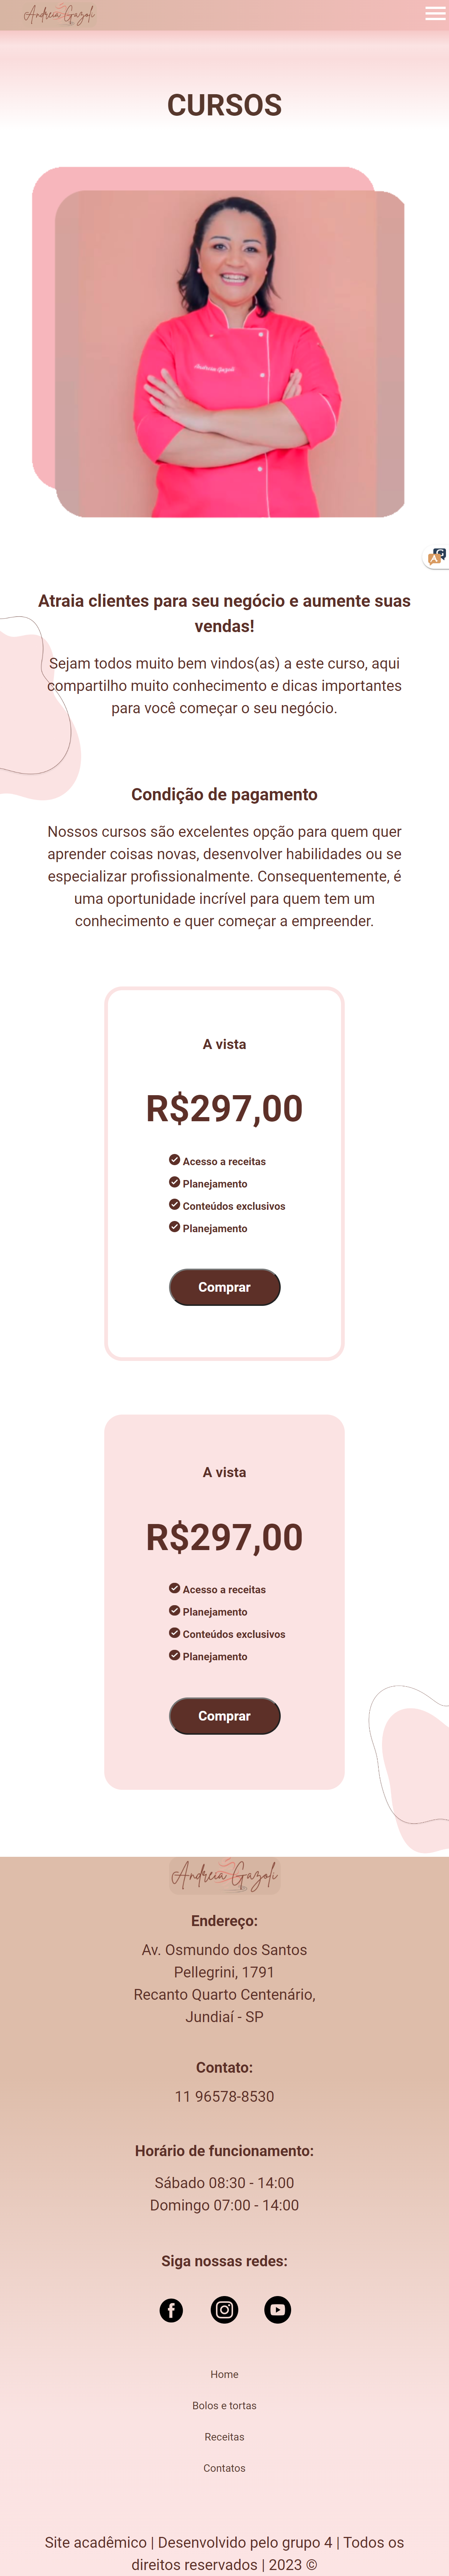 Andreia Gazoli
CURSOS
Andreia Gazoli
Atraia clientes para seu negócio e aumente suas
vendas!
Sejam todos muito bem vindos(as) a este curso, aqui
compartilho muito conhecimento e dicas importantes
para você começar o seu negócio.
Condição de pagamento
Nossos cursos são excelentes opção para quem quer
aprender coisas novas, desenvolver habilidades ou se
especializar profissionalmente. Consequentemente, é
uma oportunidade incrível para quem tem um
conhecimento e quer começar a empreender.
A vista
R$297,00
Acesso a receitas
Planejamento
Conteúdos exclusivos
Planejamento
Comprar
A vista
R$297,00
Acesso a receitas
Planejamento
Conteúdos exclusivos
Planejamento
Comprar
Andreia Gazoli
Endereço:
Av. Osmundo dos Santos
Pellegrini, 1791
Recanto Quarto Centenário,
Jundiaí - SP
Contato:
11 96578-8530
Horário de funcionamento:
Sábado 08:30 - 14:00
Domingo 07:00 - 14:00
Siga nossas redes:
Home
Bolos e tortas
Receitas
Contatos
Site acadêmico | Desenvolvido pelo grupo 4 | Todos os
direitos reservados | 2023 ©